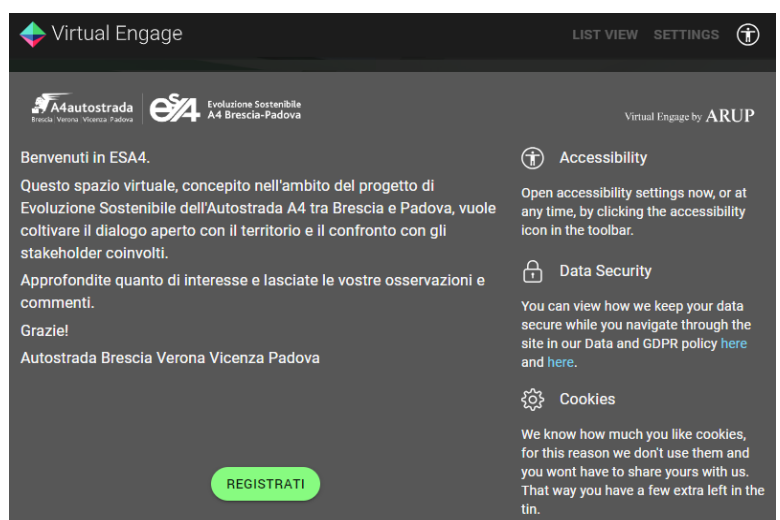 Virtual Engage
LIST VIEW SETTINGS
A4autostrada
Brescia Verona Vicenza Padova
eSA4
Evoluzione Sostenibile
A4 Brescia-Padova
Virtual Engage by ARUP
Benvenuti in ESA4.
Questo spazio virtuale, concepito nell'ambito del progetto di
Evoluzione Sostenibile dell'Autostrada A4 tra Brescia e Padova, vuole
coltivare il dialogo aperto con il territorio e il confronto con gli
stakeholder coinvolti.
Approfondite quanto di interesse e lasciate le vostre osservazioni e
commenti.
Grazie!
Autostrada Brescia Verona Vicenza Padova
REGISTRATI
Accessibility
Open accessibility settings now, or at
any time, by clicking the accessibility
icon in the toolbar.
Data Security
You can view how we keep your data
secure while you navigate through the
site in our Data and GDPR policy here
and here.
Cookies
We know how much you like cookies,
for this reason we don't use them and
you wont have to share yours with us.
That way you have a few extra left in the
tin.